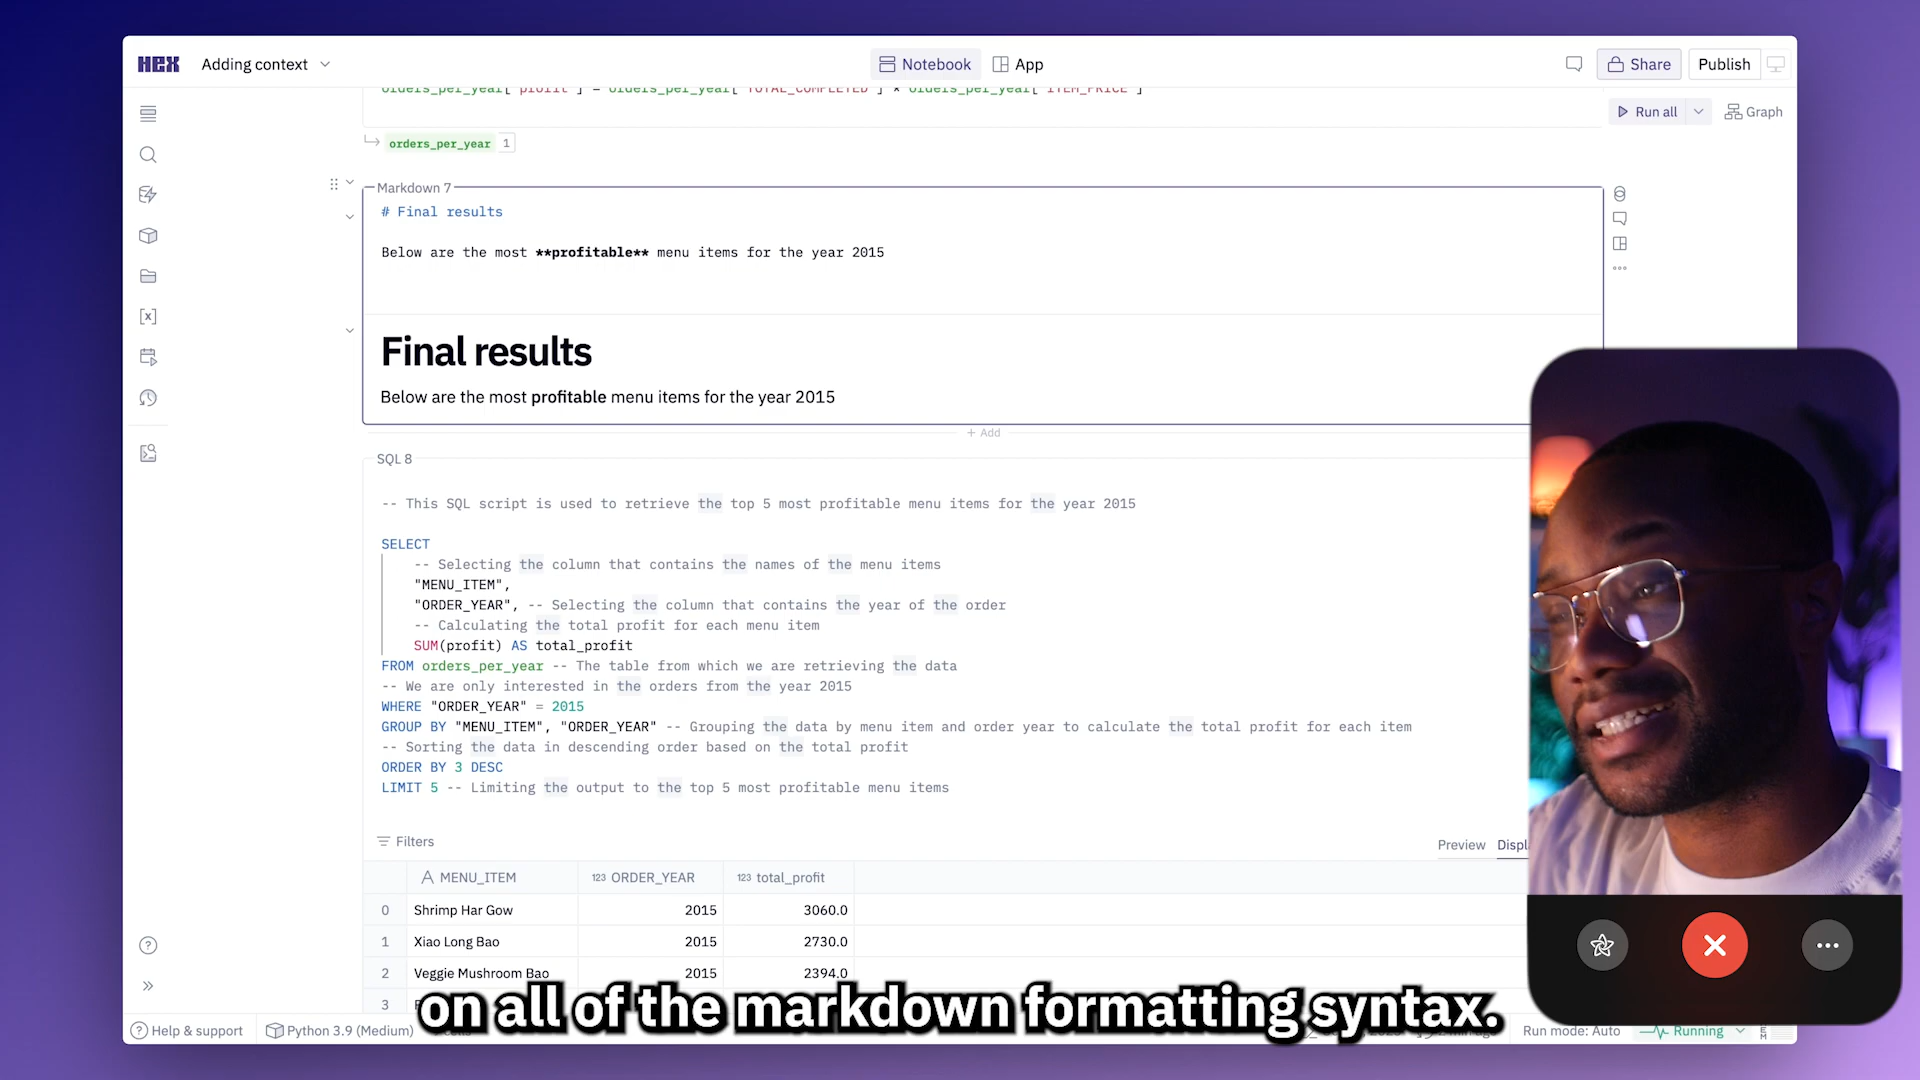 HEX
Adding context
Notebook
App
Share
Publish
orders_per_year["profit"] = orders_per_year["TOTAL_COMPLETED"] * orders_per_year["ITEM_PRICE"]
Run all
Graph
orders_per_year 1
Markdown 7
# Final results
Below are the most **profitable** menu items for the year 2015
Final results
Below are the most profitable menu items for the year 2015
+ Add
SQL 8
-- This SQL script is used to retrieve the top 5 most profitable menu items for the year 2015
SELECT
-- Selecting the column that contains the names of the menu items
"MENU_ITEM",
"ORDER_YEAR", -- Selecting the column that contains the year of the order
-- Calculating the total profit for each menu item
SUM(profit) AS total_profit
FROM orders_per_year -- The table from which we are retrieving the data
-- We are only interested in the orders from the year 2015
WHERE "ORDER_YEAR" = 2015
GROUP BY "MENU_ITEM", "ORDER_YEAR" -- Grouping the data by menu item and order year to calculate the total profit for each item
-- Sorting the data in descending order based on the total profit
ORDER BY 3 DESC
LIMIT 5 -- Limiting the output to the top 5 most profitable menu items
Filters
Preview
MENU_ITEM 123 ORDER_YEAR 123 total_profit
0 Shrimp Har Gow 2015 3060.0
1 Xiao Long Bao 2015 2730.0
2 Veggie Mushroom Bao 2015 2394.0
3
on all of the markdown formatting syntax.
Help & support
Python 3.9 (Medium)
Run mode: Auto
Running